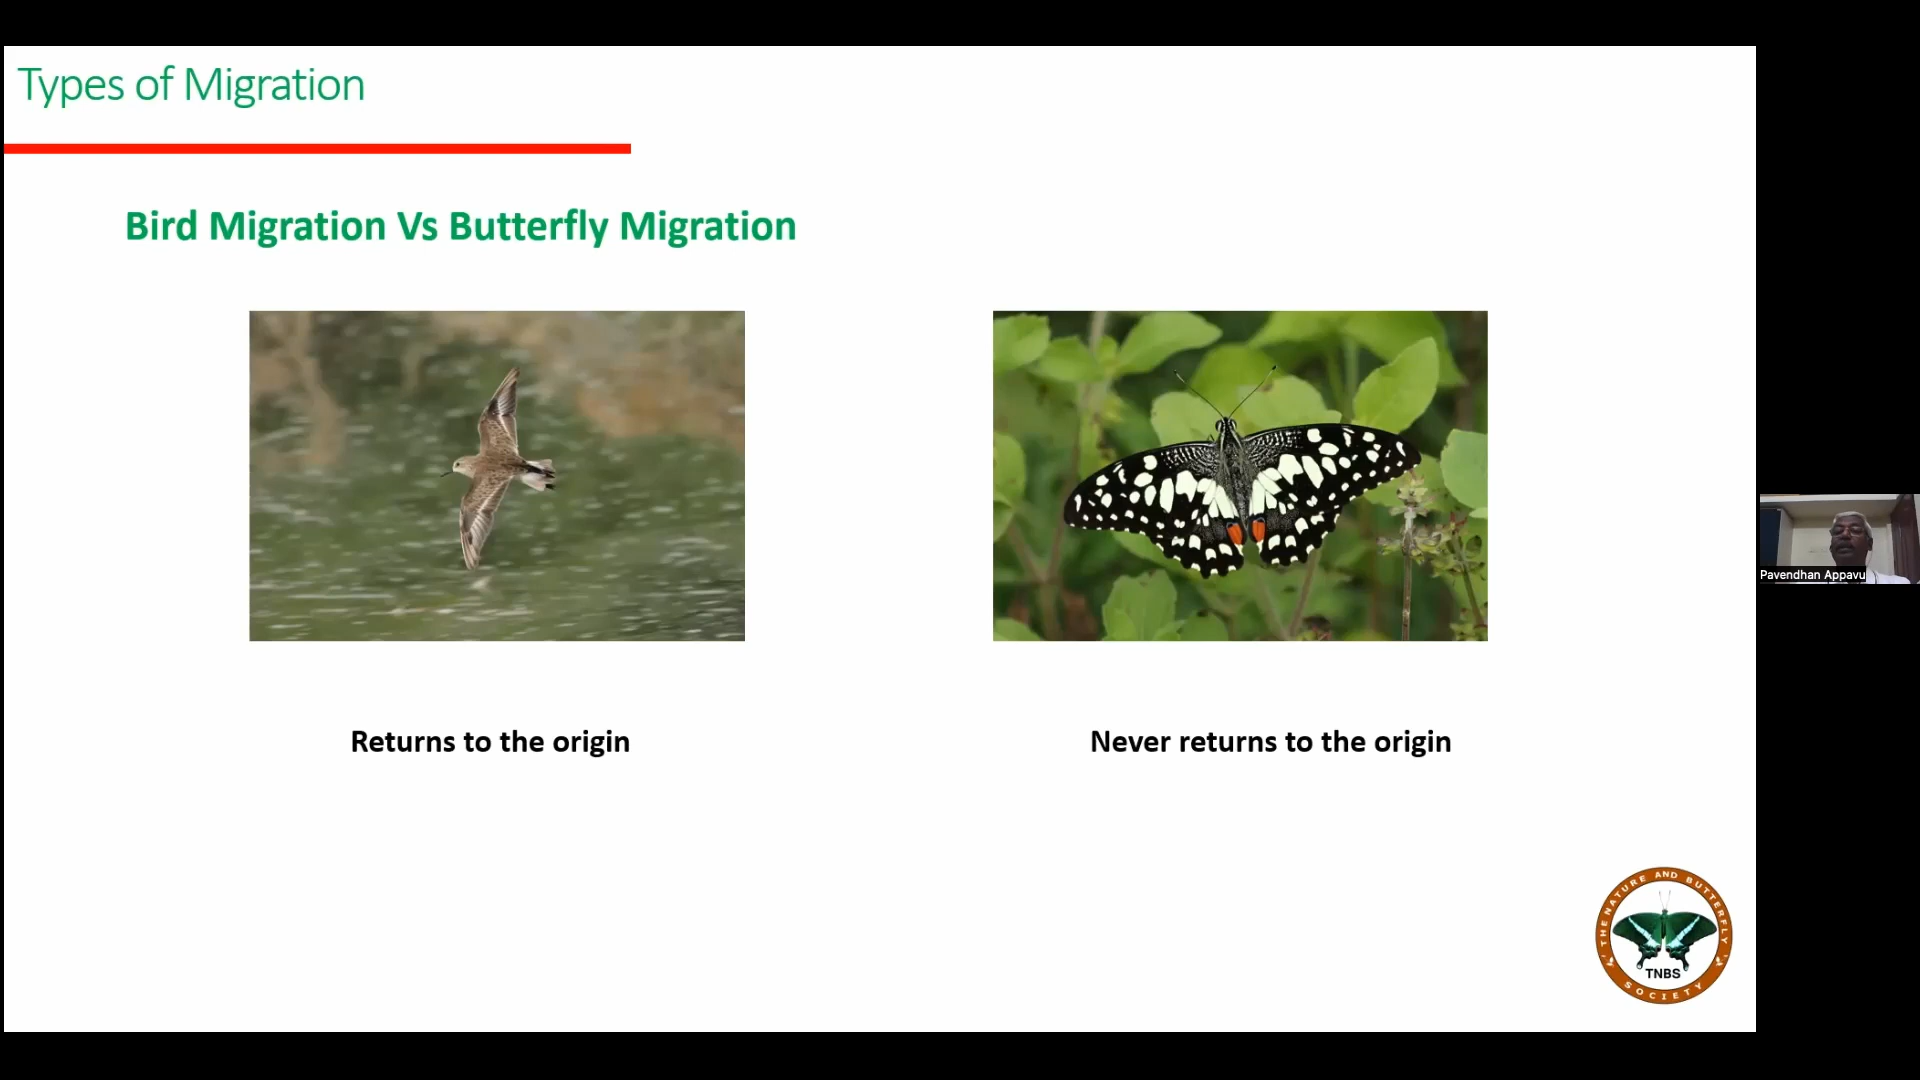 Types of Migration
Bird Migration Vs Butterfly Migration
Returns to the origin
Never returns to the origin
Pavendhan Appavu
' THE NATURE AND BUTTERFLY '
TNBS
SOCIETY